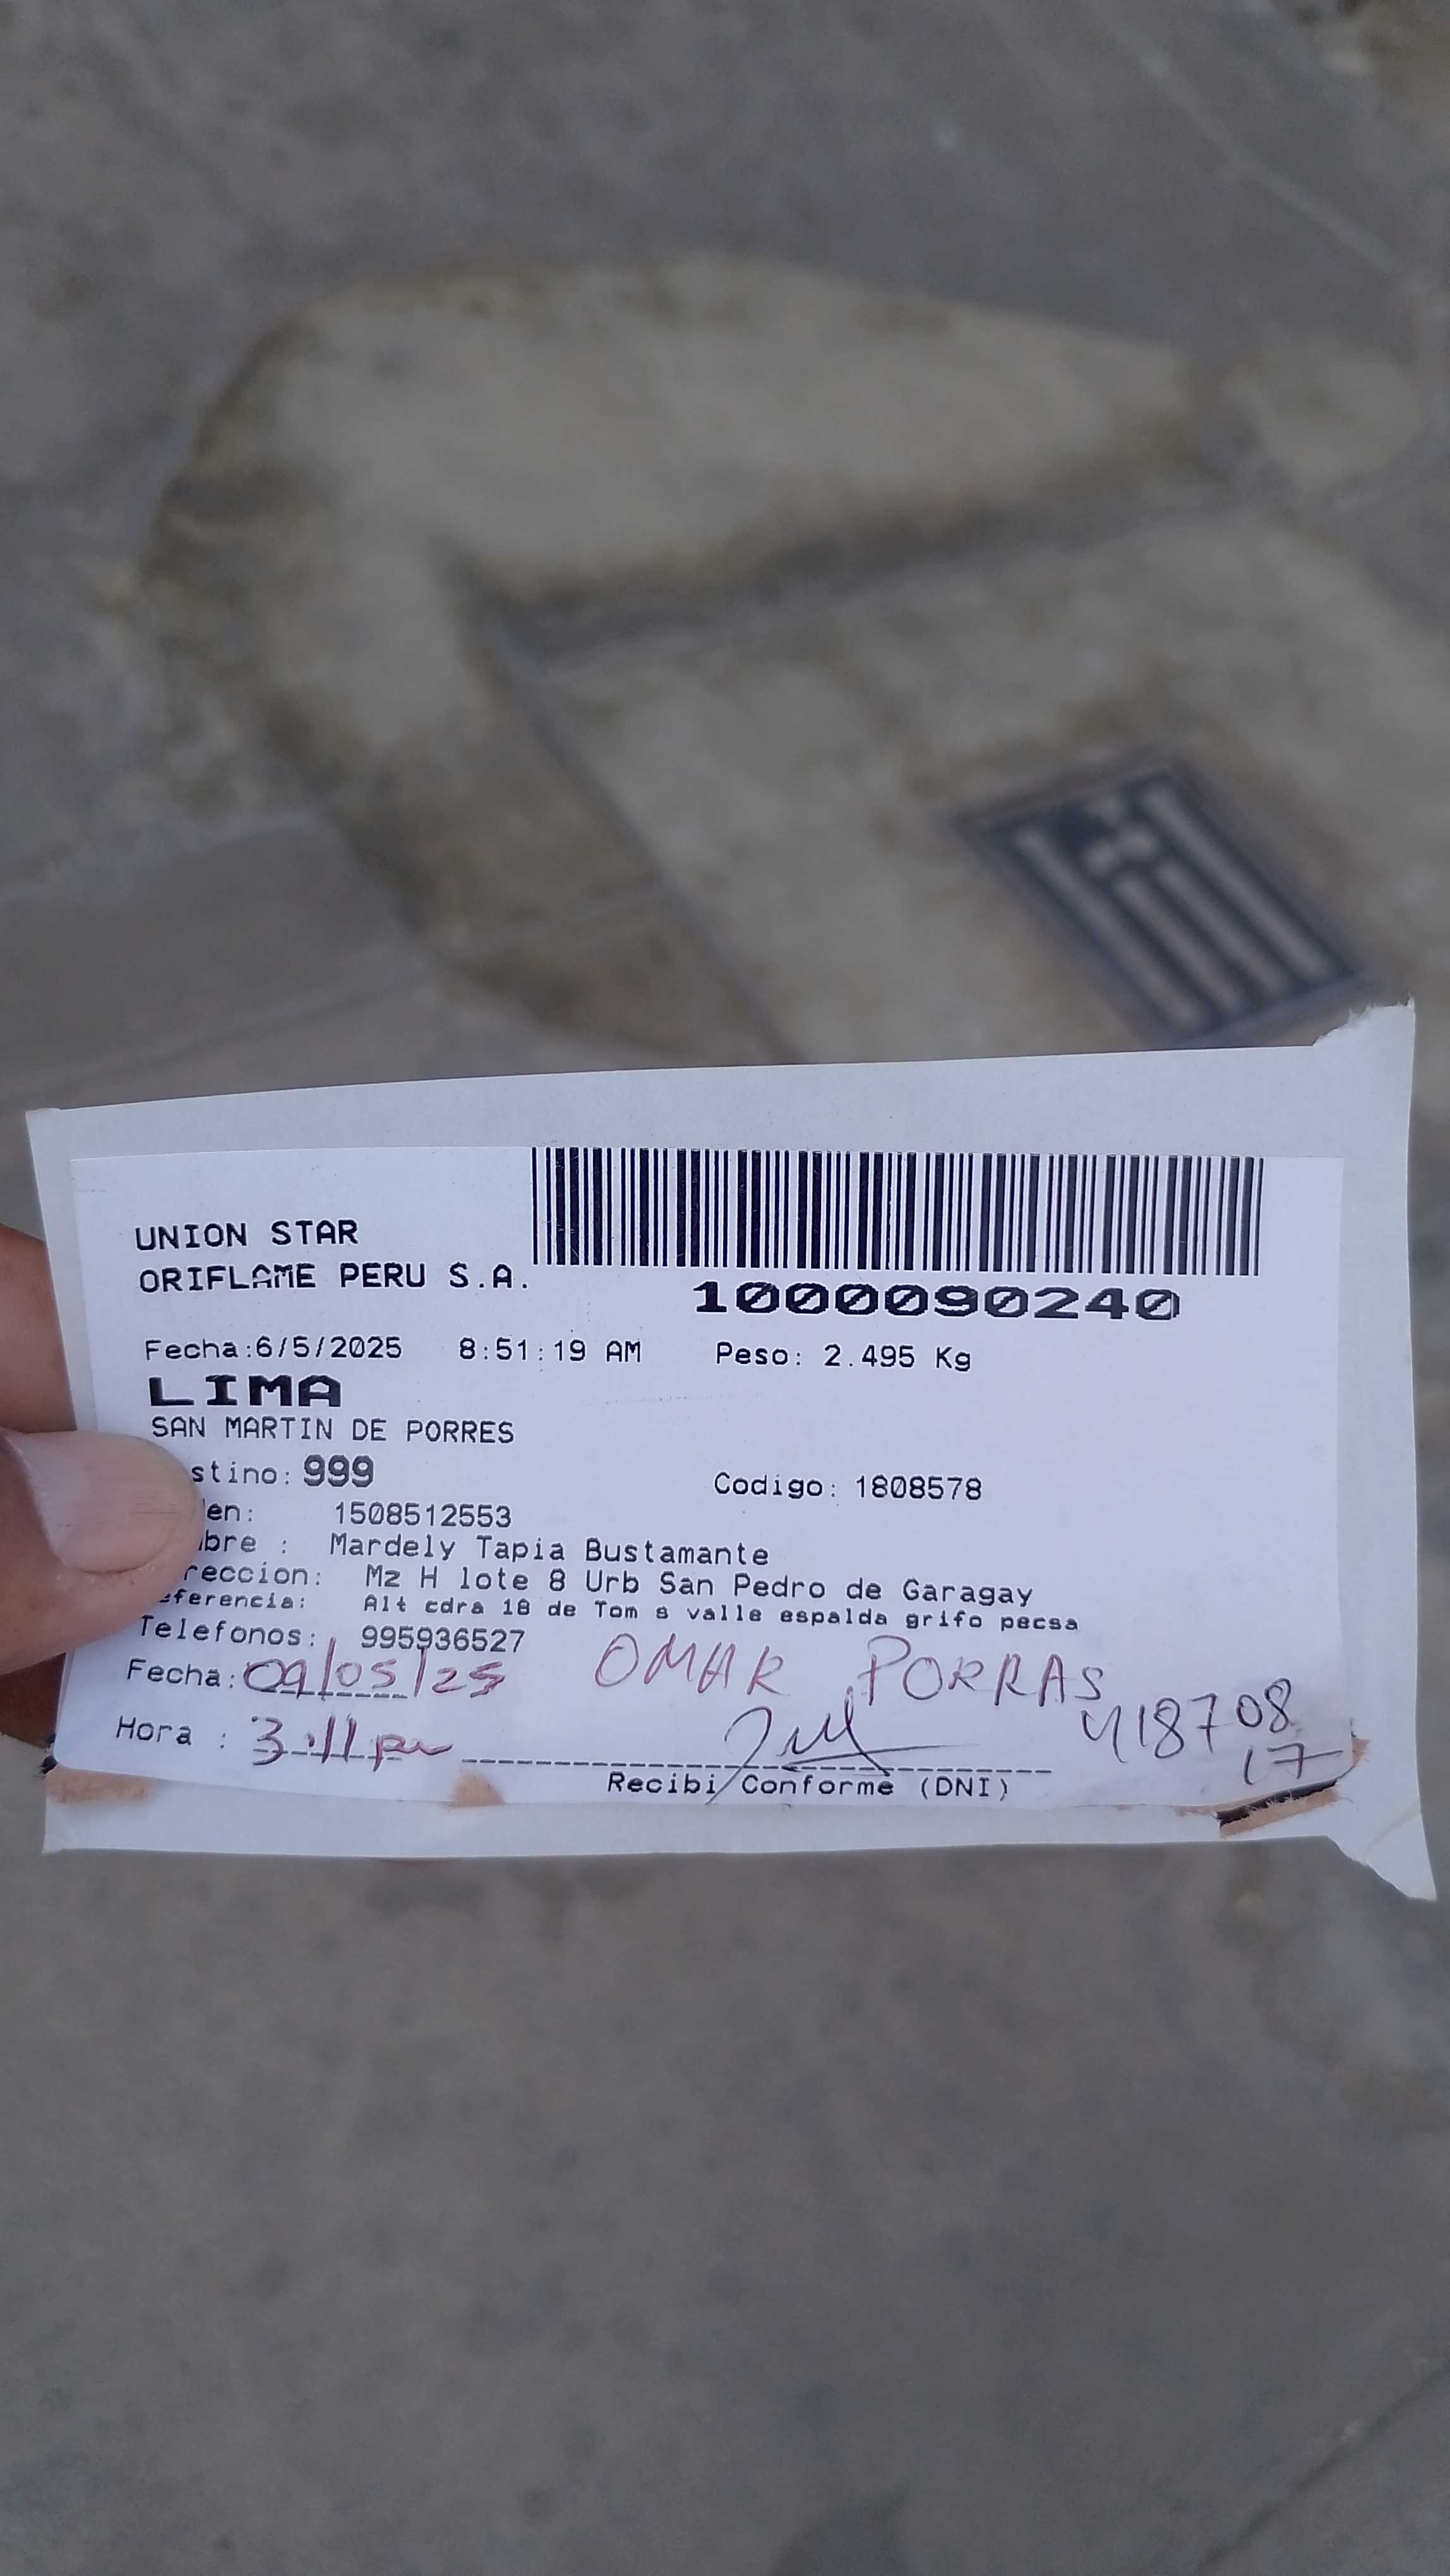 UNION STAR
ORIFLAME PERU S.A.
1000090240
Fecha:6/5/2025 8:51:19 AM Peso: 2.495 Kg
LIMA
SAN MARTIN DE PORRES
stino: 999 Codigo: 1808578
en: 1508512553
bre : Mardely Tapia Bustamante
reccion: Mz H lote 8 Urb San Pedro de Garagay
ferencia: Alt cdra 18 de Tom s valle espalda grifo pecsa
Telefonos: 995936527
OMAR PORRAS
Fecha: 09/05/25
41870817
Hora : 3:11 pm
Recibi Conforme (DNI)